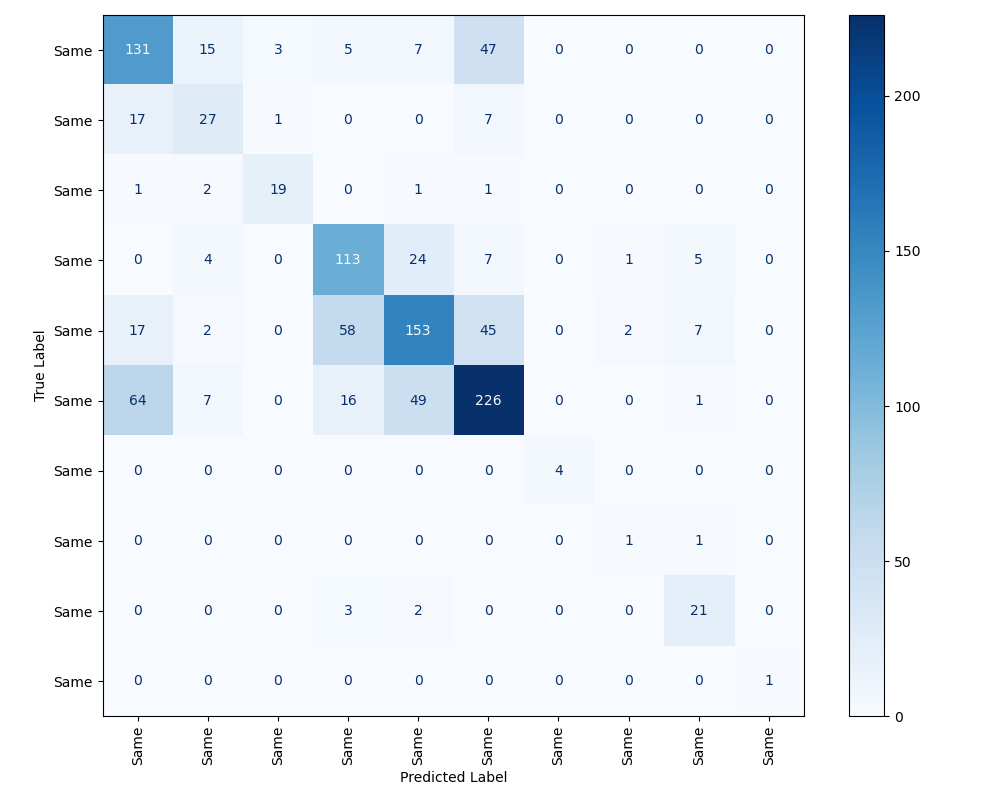 Same 131 15 3 5 7 47 0 0 0 0
Same 17 27 1 0 0 7 0 0 0 0 200
Same 1 2 19 0 1 1 0 0 0 0
Same 0 4 0 113 24 7 0 1 5 0 150
Same 17 2 0 58 153 45 0 2 7 0
True Label
Same 64 7 0 16 49 226 0 0 1 0 100
Same 0 0 0 0 0 0 4 0 0 0
Same 0 0 0 0 0 0 0 1 1 0 50
Same 0 0 0 3 2 0 0 0 21 0
Same 0 0 0 0 0 0 0 0 0 1
0
Same Same Same Same Same Same Same Same Same Same
Predicted Label